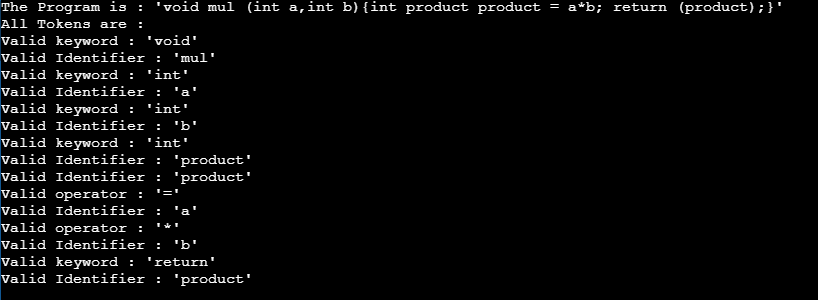 The Program is : 'void mul (int a,int b){int product product = a*b; return (product);}'
All Tokens are :
Valid keyword : 'void'
Valid Identifier : 'mul'
Valid keyword : 'int'
Valid Identifier : 'a'
Valid keyword : 'int'
Valid Identifier : 'b'
Valid keyword : 'int'
Valid Identifier : 'product'
Valid Identifier : 'product'
Valid operator : '='
Valid Identifier : 'a'
Valid operator : '*'
Valid Identifier : 'b'
Valid keyword : 'return'
Valid Identifier : 'product'